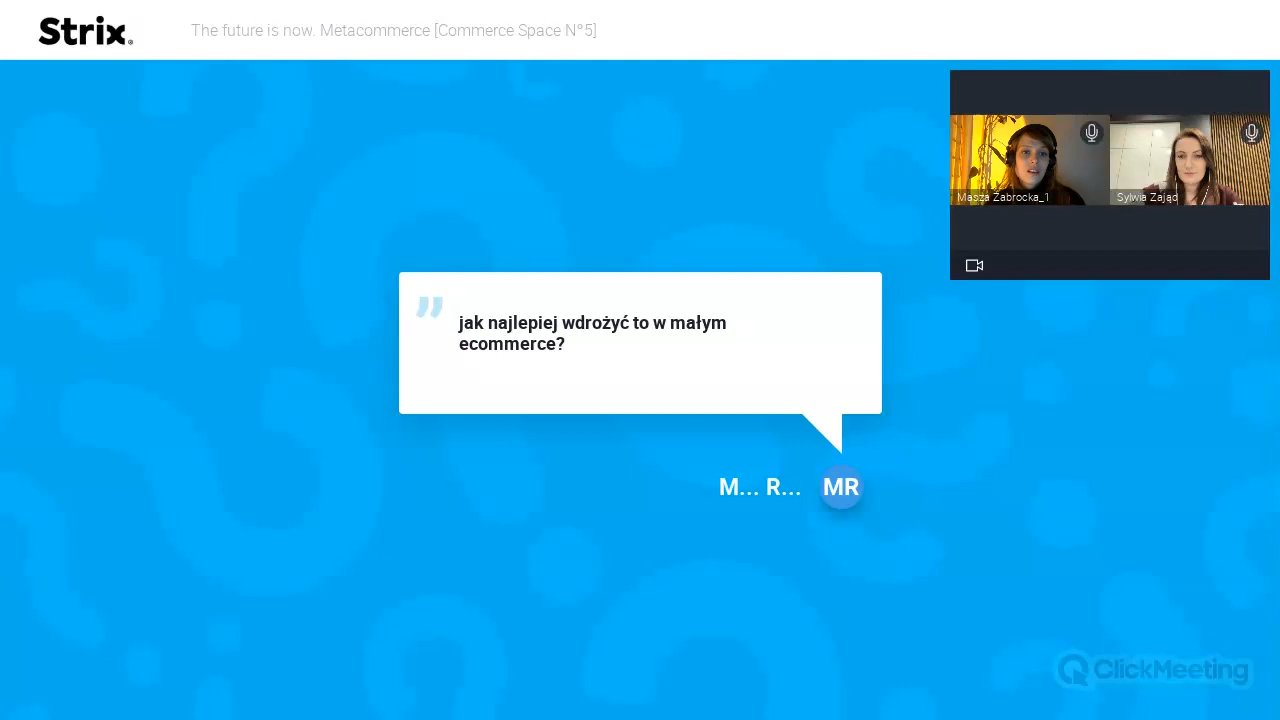 Strix®
The future is now. Metacommerce [Commerce Space N°5]
Masza Żabrocka_1
Sylwia Zając
jak najlepiej wdrożyć to w małym
ecommerce?
M... R...
MR
ClickMeeting